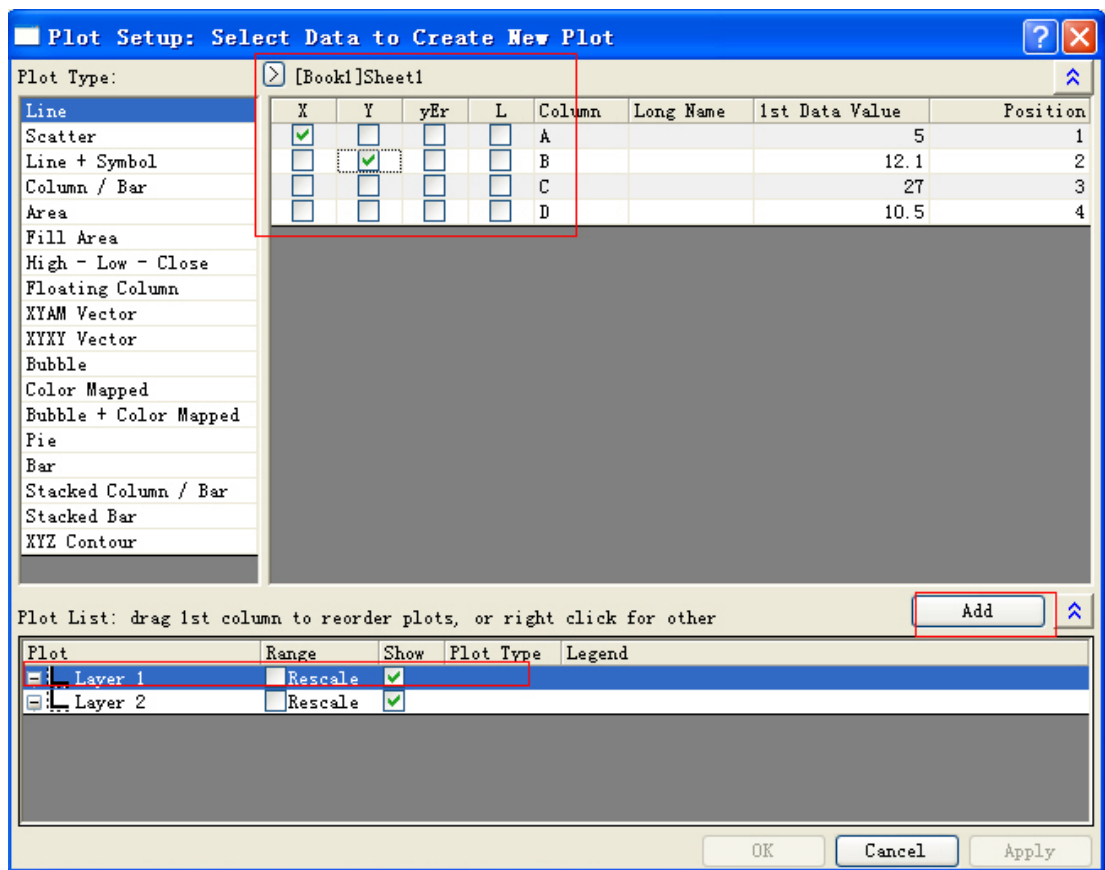 Plot Setup: Select Data to Create New Plot
Plot Type:
[Book1]Sheet1
X Y yEr L Column Long Name 1st Data Value Position
A 5 1
B 12.1 2
C 27 3
D 10.5 4
Line
Scatter
Line + Symbol
Column / Bar
Area
Fill Area
High - Low - Close
Floating Column
XYAM Vector
XYXY Vector
Bubble
Color Mapped
Bubble + Color Mapped
Pie
Bar
Stacked Column / Bar
Stacked Bar
XYZ Contour
Plot List: drag 1st column to reorder plots, or right click for other
Add
Plot Range Show Plot Type Legend
Layer 1 Rescale
Layer 2 Rescale
OK Cancel Apply